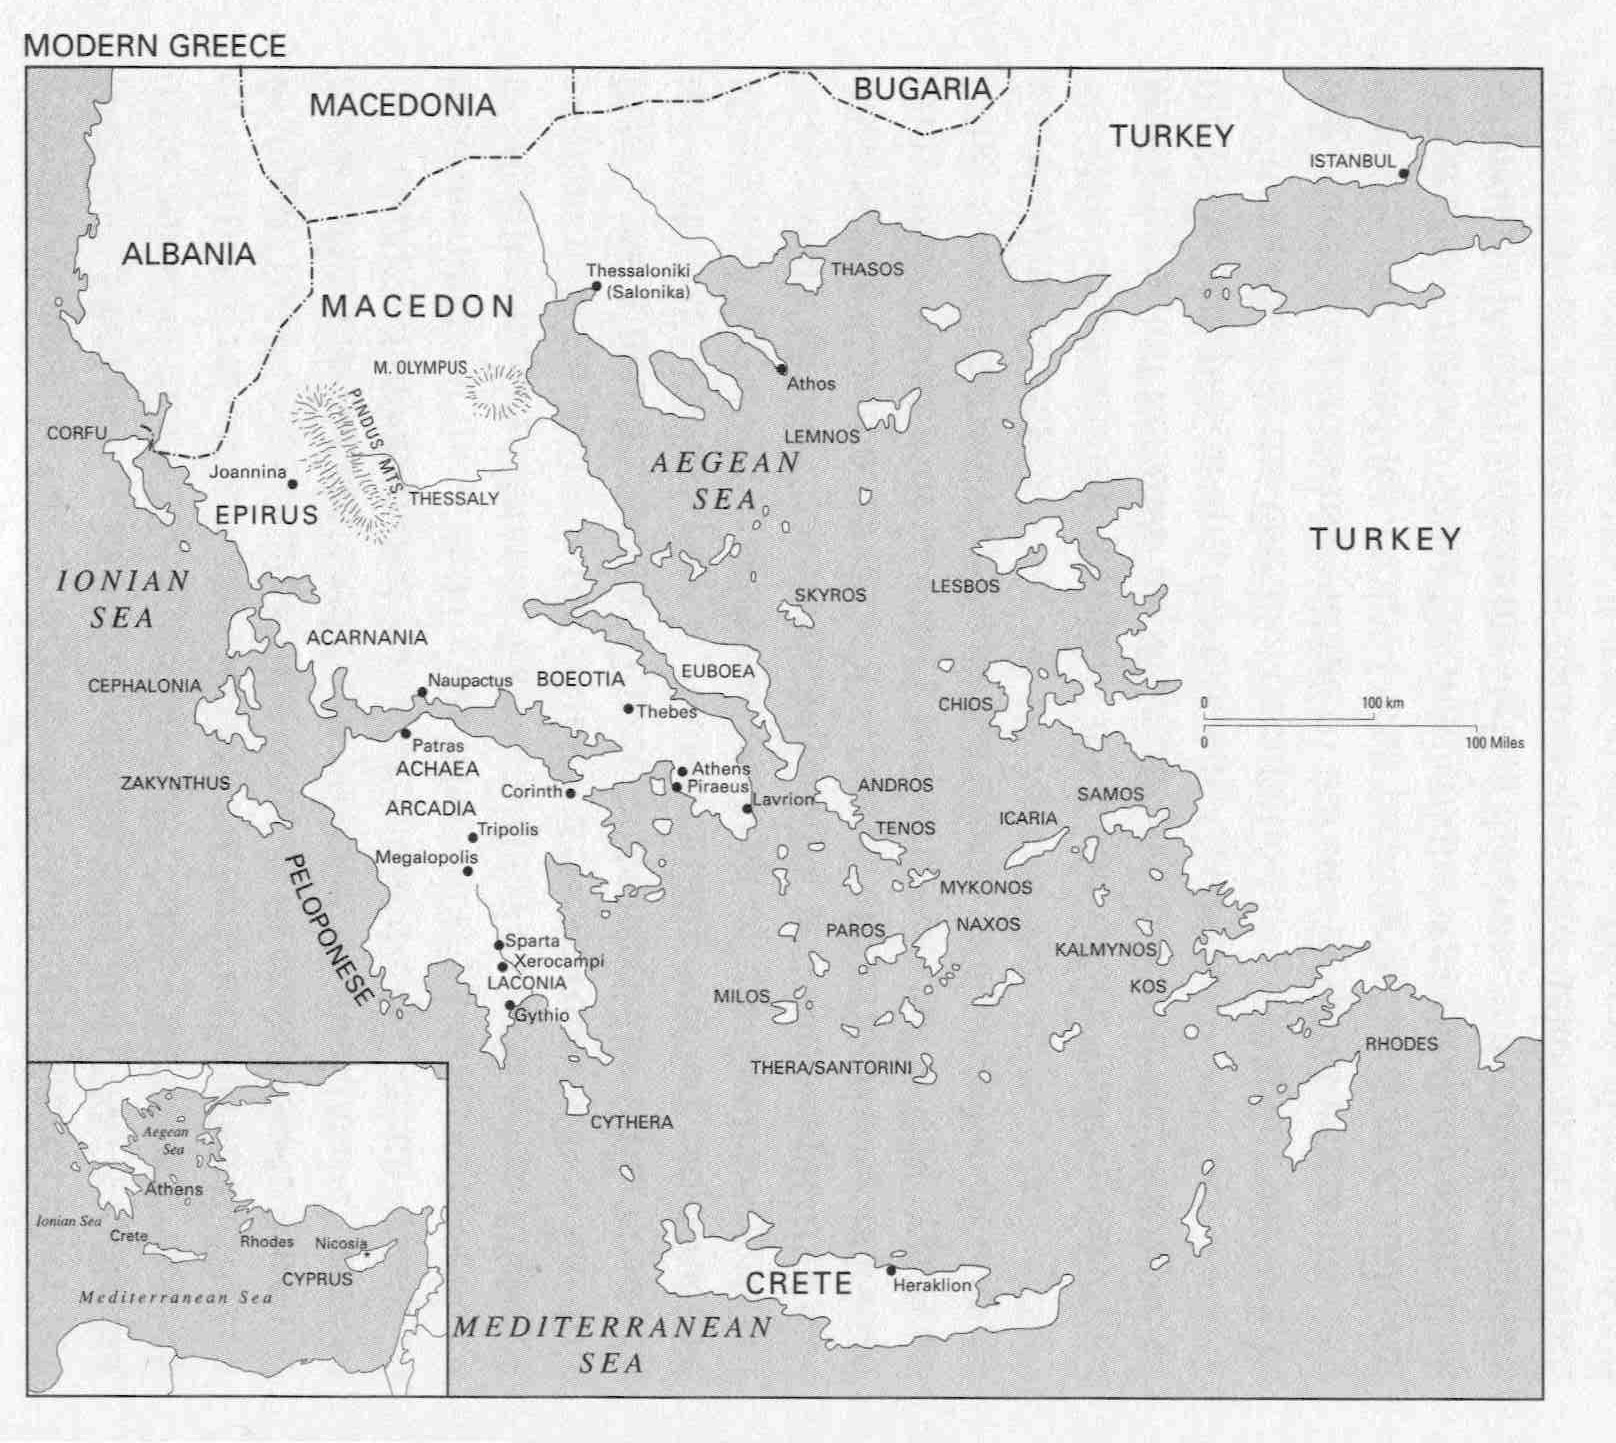 MODERN GREECE
MACEDONIA
BUGARIA
TURKEY
ISTANBUL
ALBANIA
Thessaloniki
(Salonika)
THASOS
MACEDON
M. OLYMPUS
PINDUS MTS.
Athos
LEMNOS
CORFU
Joannina
EPIRUS
THESSALY
AEGEAN
SEA
TURKEY
IONIAN
SEA
SKYROS
LESBOS
ACARNANIA
CEPHALONIA
Naupactus
BOEOTIA
EUBOEA
Thebes
CHIOS
0 100 km
0 100 Miles
Patras
ACHAEA
ZAKYNTHUS
Corinth
Athens
Piraeus
Lavrion
ANDROS
ARCADIA
Tripolis
Megalopolis
TENOS
ICARIA
SAMOS
MYKONOS
PELOPONESE
Sparta
Xerocampi
LACONIA
Gythio
PAROS
NAXOS
KALMYNOS
KOS
MILOS
THERA/SANTORINI
RHODES
CYTHERA
Aegean
Sea
Athens
Ionian Sea
Crete
Rhodes
Nicosia
CYPRUS
Mediterranean Sea
CRETE
Heraklion
MEDITERRANEAN
SEA